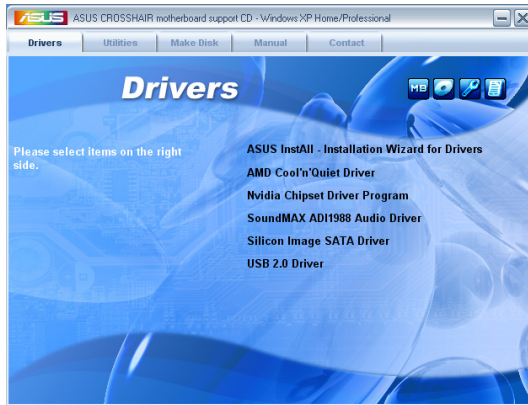 ASUS ASUS CROSSHAIR motherboard support CD - Windows XP Home/Professional
Drivers Utilities Make Disk Manual Contact
Drivers
MB
Please select items on the right
side.
ASUS InstAll - Installation Wizard for Drivers
AMD Cool'n'Quiet Driver
Nvidia Chipset Driver Program
SoundMAX ADI1988 Audio Driver
Silicon Image SATA Driver
USB 2.0 Driver